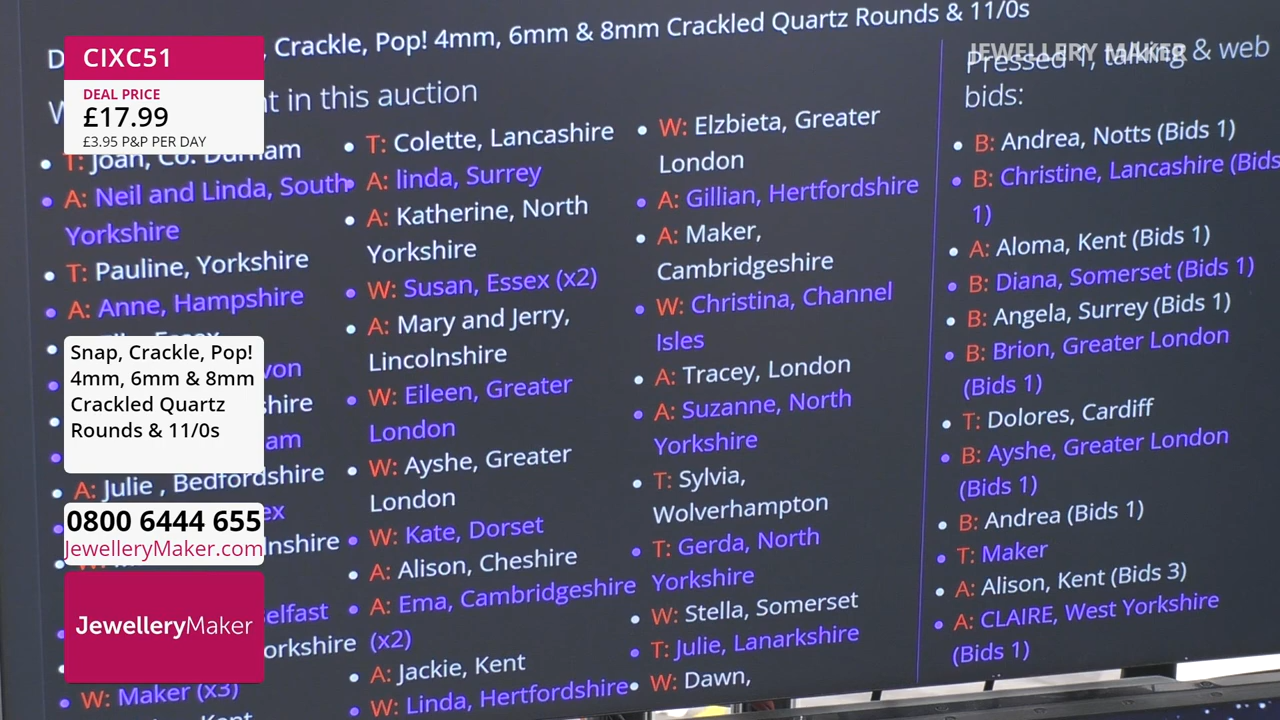 CIXC51
DEAL PRICE
£17.99
£3.95 P&P PER DAY
Snap, Crackle, Pop!
4mm, 6mm & 8mm
Crackled Quartz
Rounds & 11/0s
0800 6444 655
JewelleryMaker.com
JewelleryMaker
JEWELLERY MAKER
Crackle, Pop! 4mm, 6mm & 8mm Crackled Quartz Rounds & 11/0s
in this auction
T: Joan, Co. Durham
A: Neil and Linda, South
Yorkshire
T: Pauline, Yorkshire
A: Anne, Hampshire
Essex
A: Julie , Bedfordshire
W: Maker (x3)
Kent
T: Colette, Lancashire
A: linda, Surrey
A: Katherine, North
Yorkshire
W: Susan, Essex (x2)
A: Mary and Jerry,
Lincolnshire
W: Eileen, Greater
London
W: Ayshe, Greater
London
W: Kate, Dorset
A: Alison, Cheshire
A: Ema, Cambridgeshire
(x2)
A: Jackie, Kent
W: Linda, Hertfordshire
W: Elzbieta, Greater
London
A: Gillian, Hertfordshire
A: Maker,
Cambridgeshire
W: Christina, Channel
Isles
A: Tracey, London
A: Suzanne, North
Yorkshire
T: Sylvia,
Wolverhampton
T: Gerda, North
Yorkshire
W: Stella, Somerset
T: Julie, Lanarkshire
W: Dawn,
Pressed 1, talking & web
bids:
B: Andrea, Notts (Bids 1)
B: Christine, Lancashire (Bids
1)
A: Aloma, Kent (Bids 1)
B: Diana, Somerset (Bids 1)
B: Angela, Surrey (Bids 1)
B: Brion, Greater London
(Bids 1)
T: Dolores, Cardiff
B: Ayshe, Greater London
(Bids 1)
B: Andrea (Bids 1)
T: Maker
A: Alison, Kent (Bids 3)
A: CLAIRE, West Yorkshire
(Bids 1)